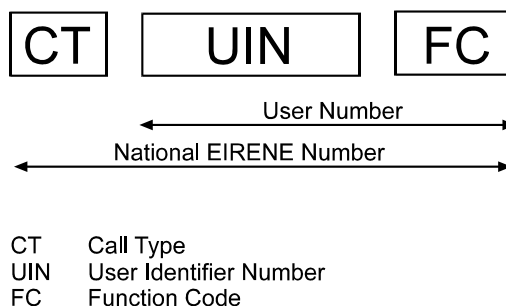 CT UIN FC
User Number
National EIRENE Number
CT Call Type
UIN User Identifier Number
FC Function Code